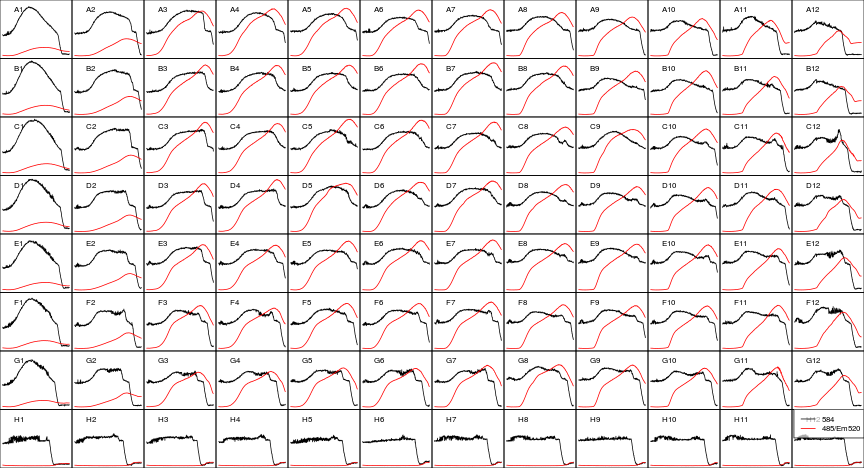 A1 A2 A3 A4 A5 A6 A7 A8 A9 A10 A11 A12
B1 B2 B3 B4 B5 B6 B7 B8 B9 B10 B11 B12
C1 C2 C3 C4 C5 C6 C7 C8 C9 C10 C11 C12
D1 D2 D3 D4 D5 D6 D7 D8 D9 D10 D11 D12
E1 E2 E3 E4 E5 E6 E7 E8 E9 E10 E11 E12
F1 F2 F3 F4 F5 F6 F7 F8 F9 F10 F11 F12
G1 G2 G3 G4 G5 G6 G7 G8 G9 G10 G11 G12
H1 H2 H3 H4 H5 H6 H7 H8 H9 H10 H11
584
485/Em520